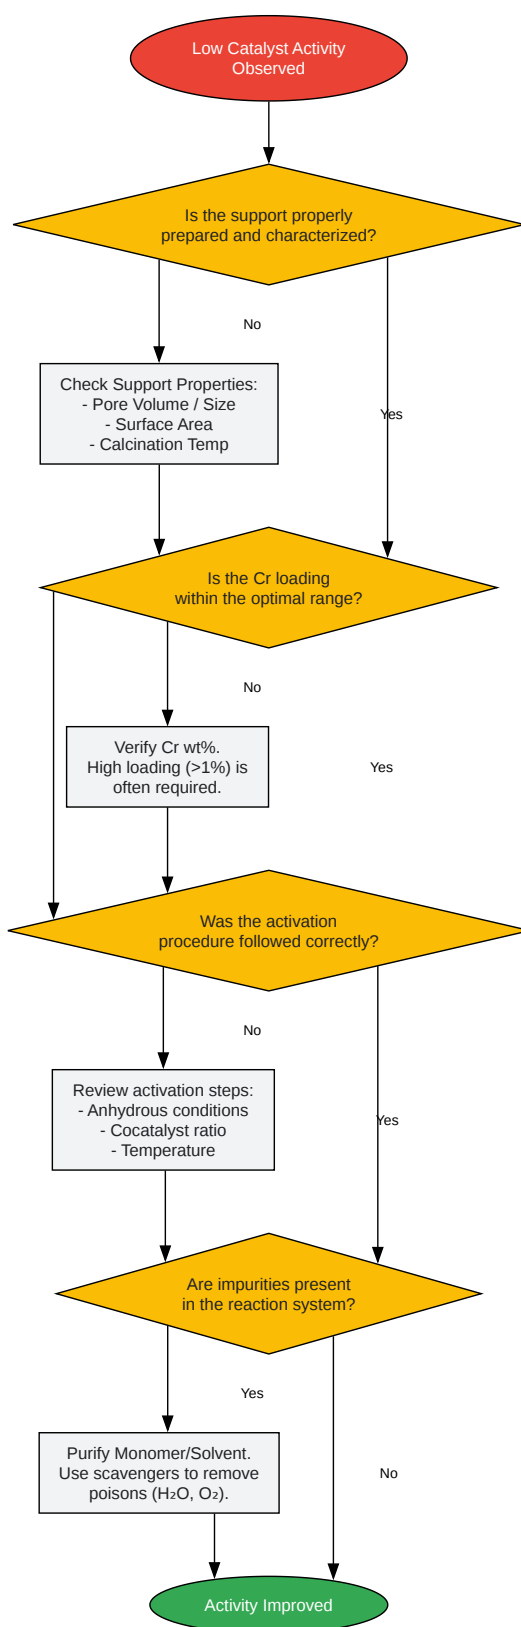 Low Catalyst Activity
Observed
Is the support properly
prepared and characterized?
No
Check Support Properties:
- Pore Volume / Size
- Surface Area
- Calcination Temp
Yes
Is the Cr loading
within the optimal range?
No
Verify Cr wt%.
High loading (>1%) is
often required.
Yes
Was the activation
procedure followed correctly?
No
Review activation steps:
- Anhydrous conditions
- Cocatalyst ratio
- Temperature
Yes
Are impurities present
in the reaction system?
Yes
Purify Monomer/Solvent.
Use scavengers to remove
poisons (H₂O, O₂).
No
Activity Improved